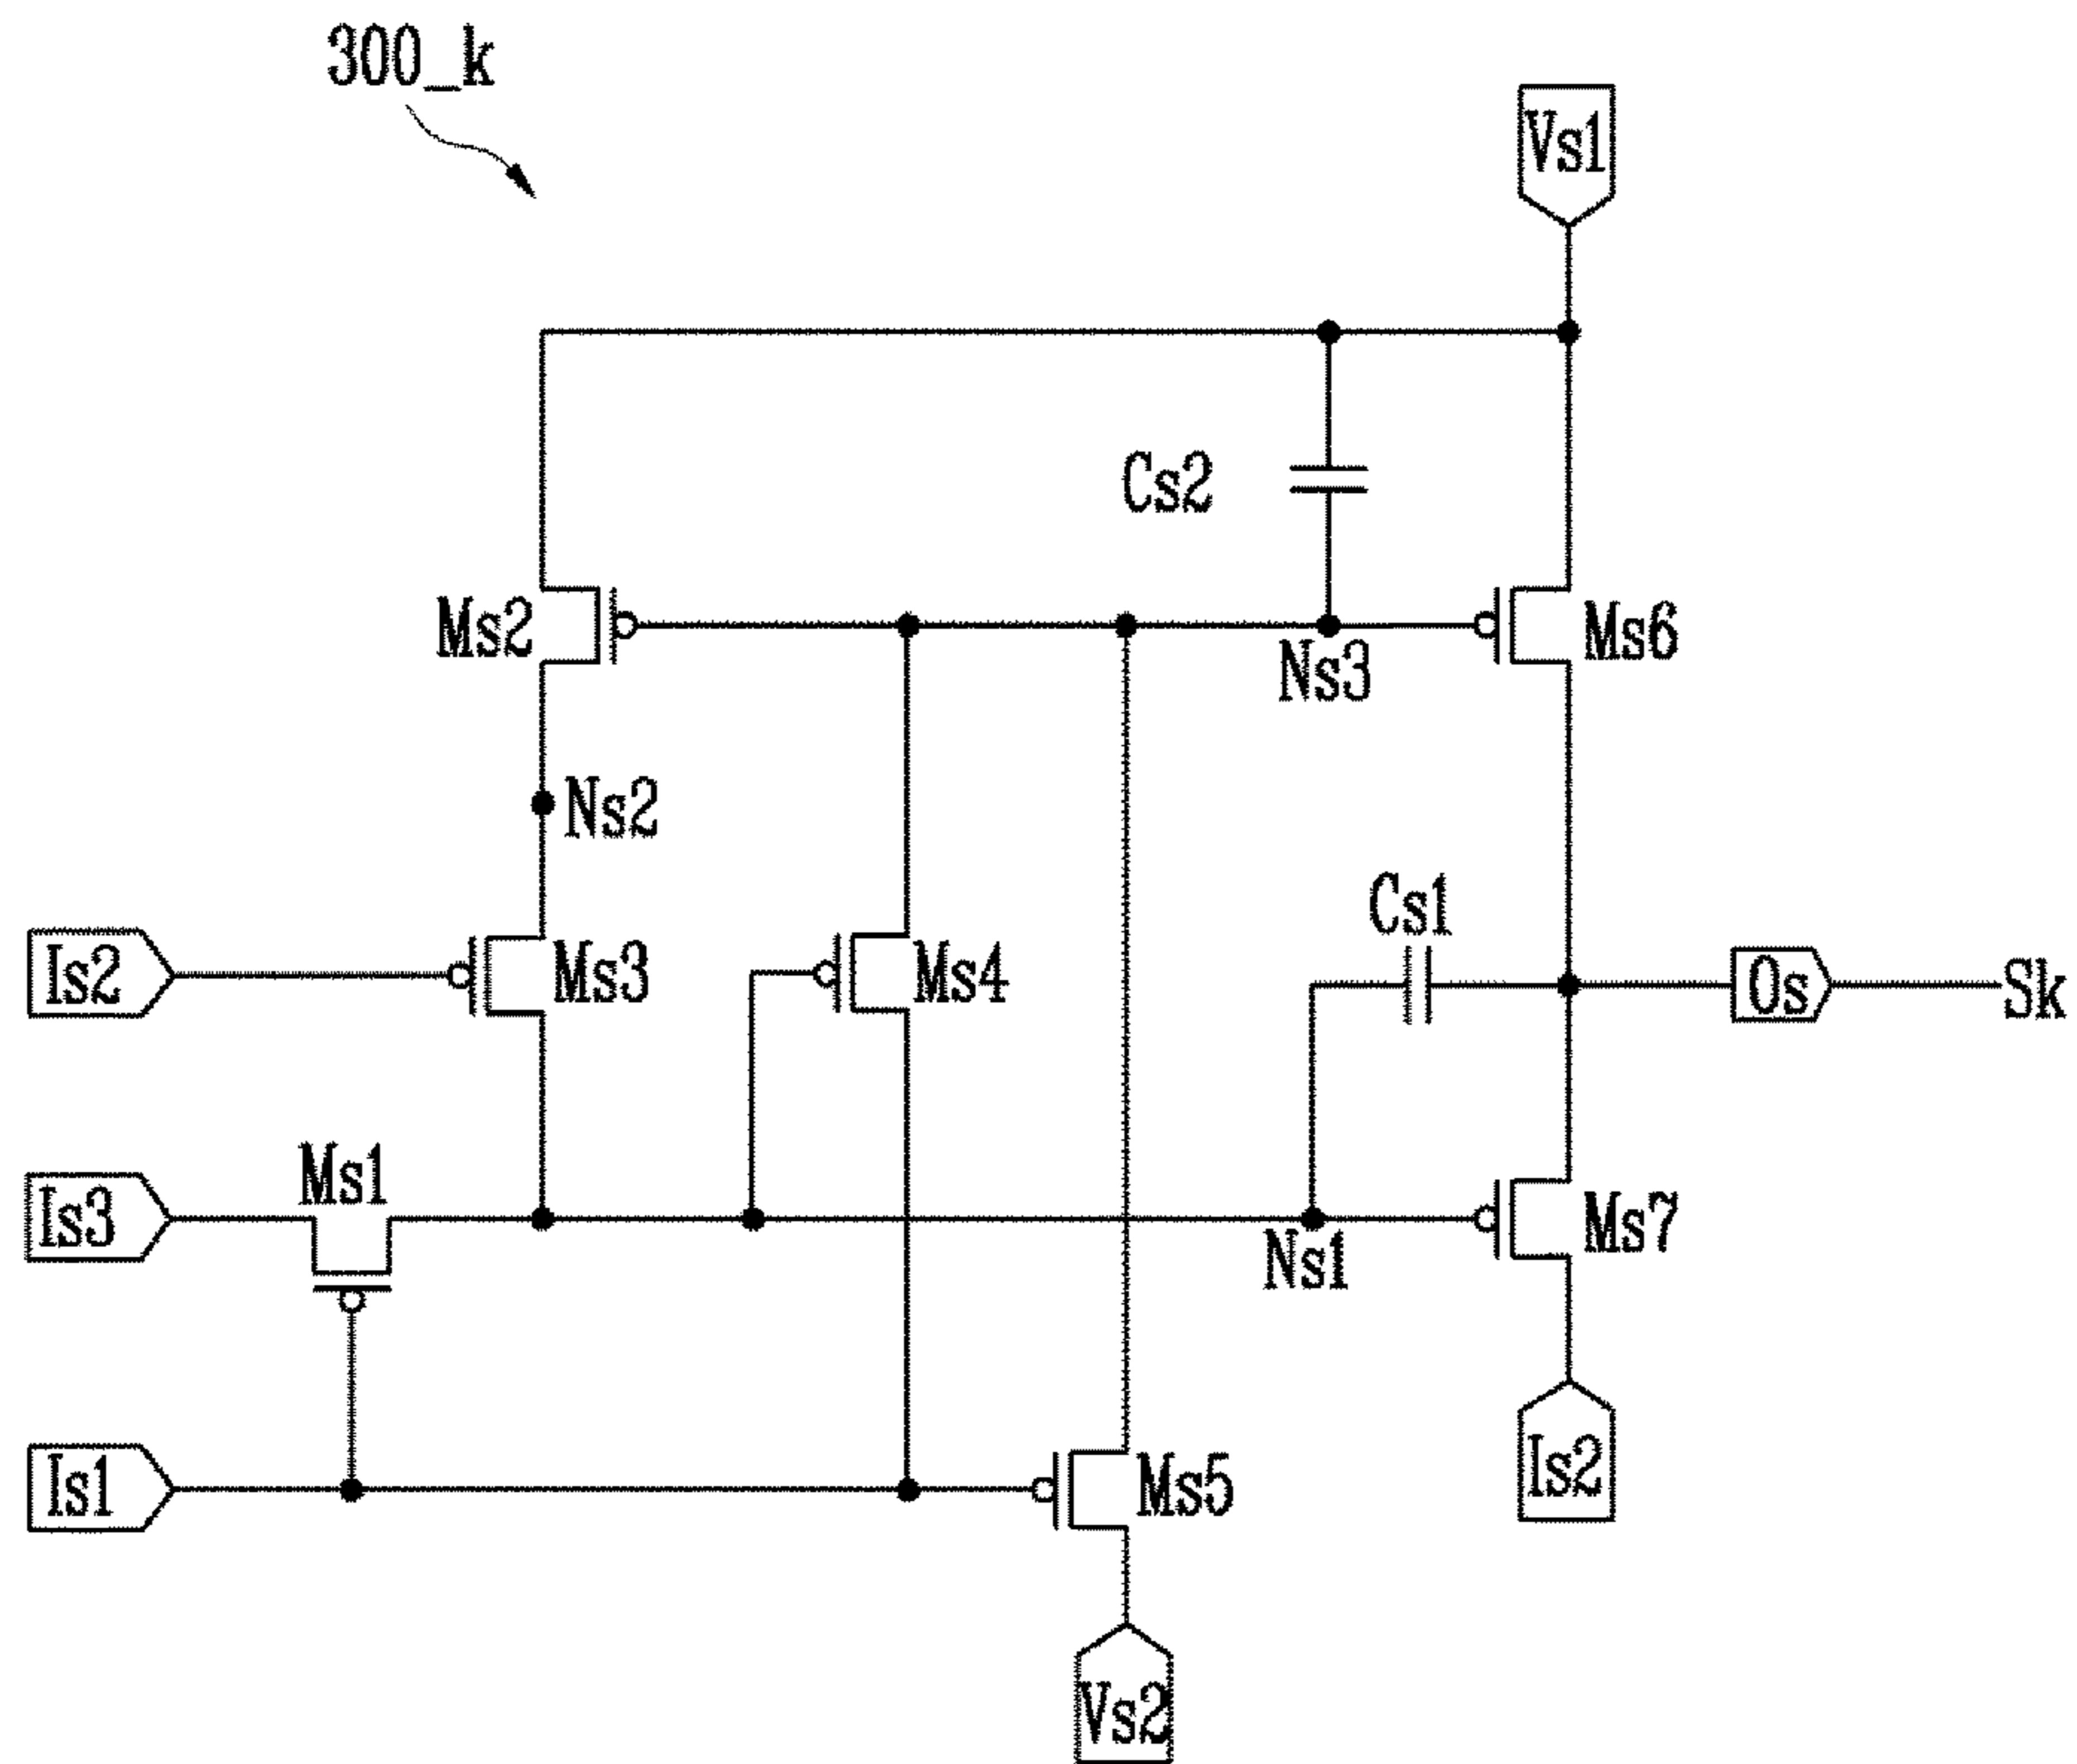 300_k
Vs1
Cs2
Ms2
Ms6
Ns3
Ns2
Cs1
Is2
Ms3
Ms4
Os
Sk
Ms1
Is3
Ms7
Ns1
Is1
Ms5
Is2
Vs2